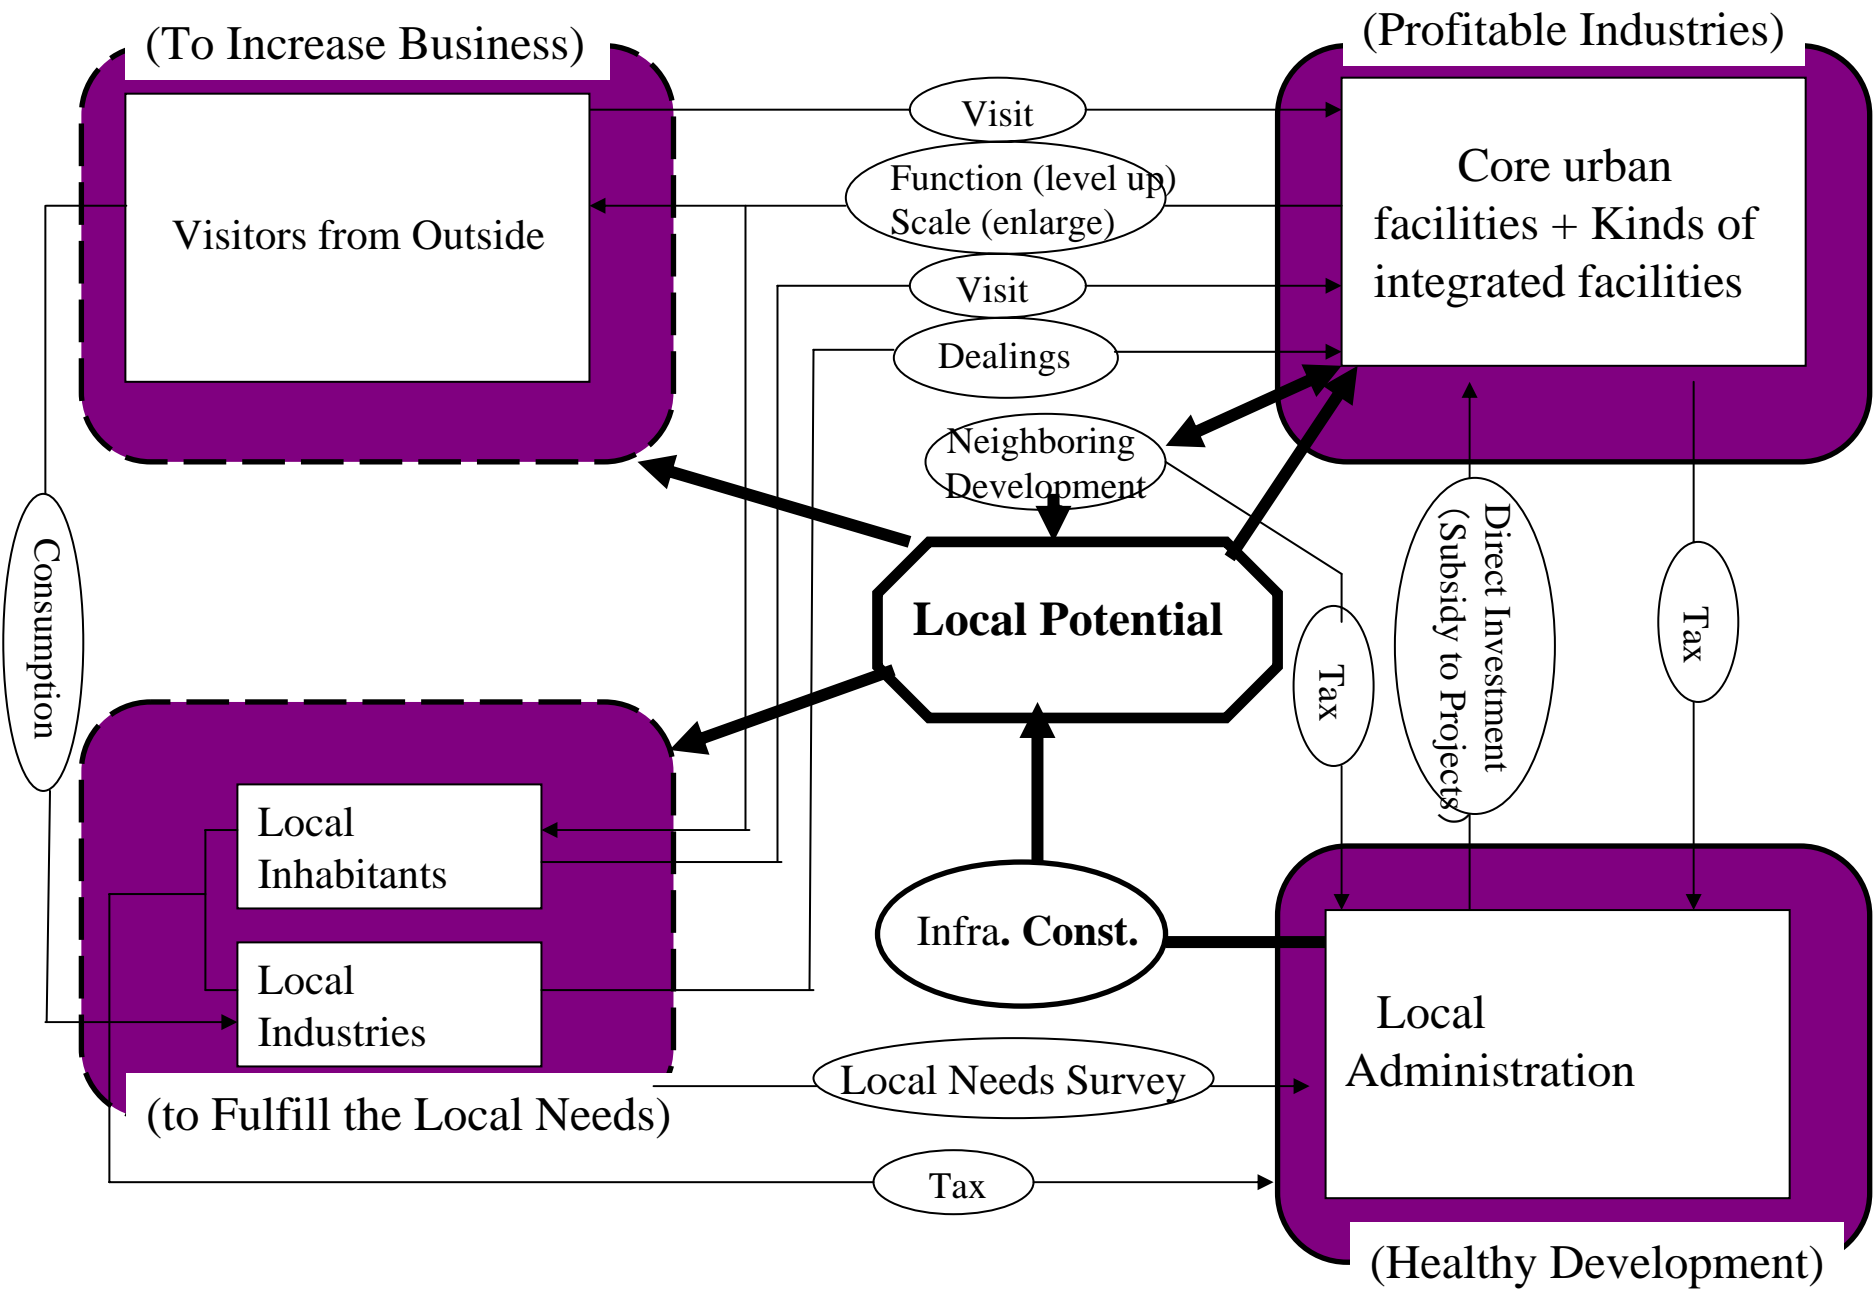 (To Increase Business)
(Profitable Industries)
Visitors from Outside
Visit
Function (level up)
Scale (enlarge)
Visit
Dealings
Neighboring
Development
Core urban
facilities + Kinds of
integrated facilities
Consumption
Local Potential
Tax
Direct Investment
(Subsidy to Projects)
Tax
Local
Inhabitants
Local
Industries
(to Fulfill the Local Needs)
Infra. Const.
Local Needs Survey
Tax
Local
Administration
(Healthy Development)